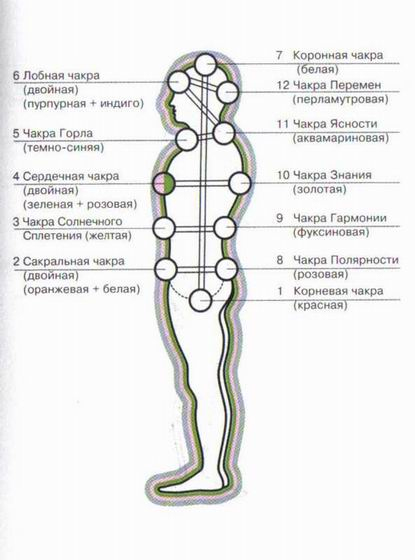 6 Лобная чакра
(двойная)
(пурпурная + индиго)
5 Чакра Горла
(темно-синяя)
4 Сердечная чакра
(двойная)
(зеленая + розовая)
3 Чакра Солнечного
Сплетения (желтая)
2 Сакральная чакра
(двойная)
(оранжевая + белая)
7 Коронная чакра
(белая)
12 Чакра Перемен
(перламутровая)
11 Чакра Ясности
(аквамариновая)
10 Чакра Знания
(золотая)
9 Чакра Гармонии
(фуксиновая)
8 Чакра Полярности
(розовая)
1 Корневая чакра
(красная)